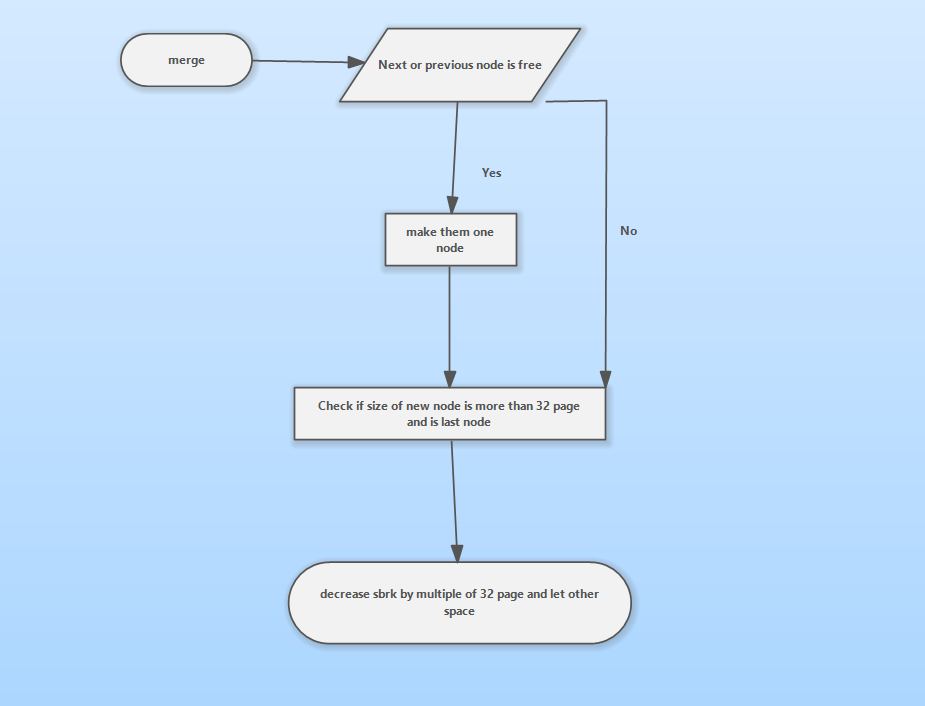 merge
Next or previous node is free
Yes
make them one
node
No
Check if size of new node is more than 32 page
and is last node
decrease sbrk by multiple of 32 page and let other
space